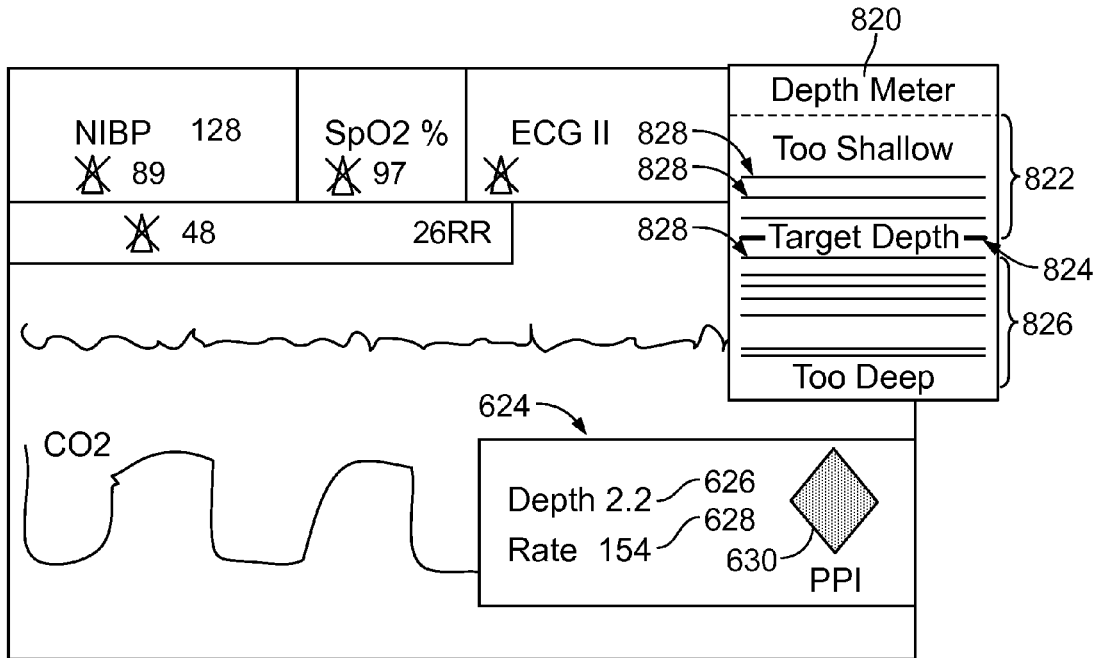 820
Depth Meter
NIBP 128
SpO2 %
ECG II
828
Too Shallow
89
97
828
822
48
26RR
828
Target Depth
824
826
Too Deep
624
CO2
Depth 2.2
626
628
Rate 154
630
PPI